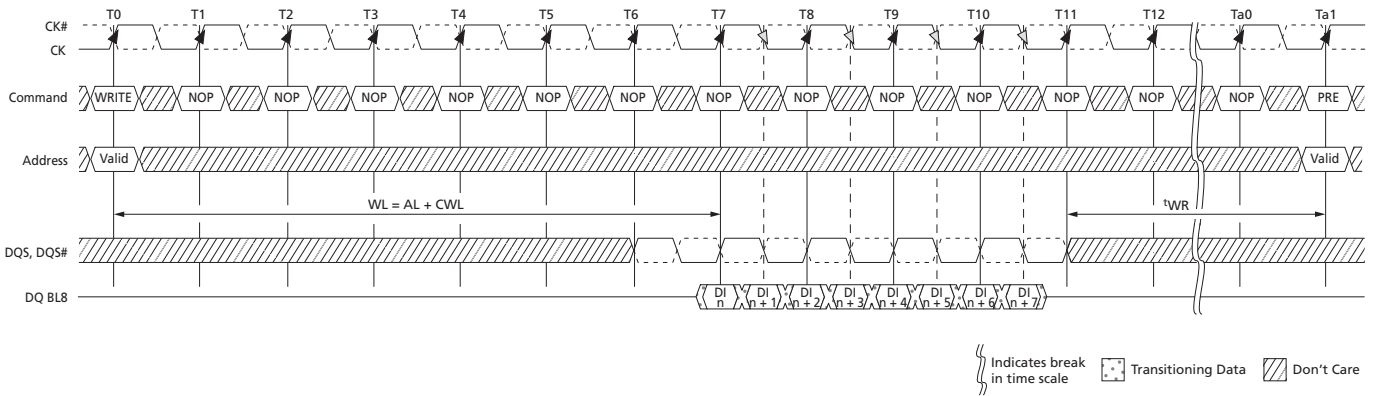 T0 T1 T2 T3 T4 T5 T6 T7 T8 T9 T10 T11 T12 Ta0 Ta1
CK#
CK
Command WRITE NOP NOP NOP NOP NOP NOP NOP NOP NOP NOP NOP NOP NOP PRE
Address Valid Valid
WL = AL + CWL tWR
DQS, DQS#
DQ BL8 DI n DI n + 1 DI n + 2 DI n + 3 DI n + 4 DI n + 5 DI n + 6 DI n + 7
Indicates break
in time scale
Transitioning Data
Don't Care